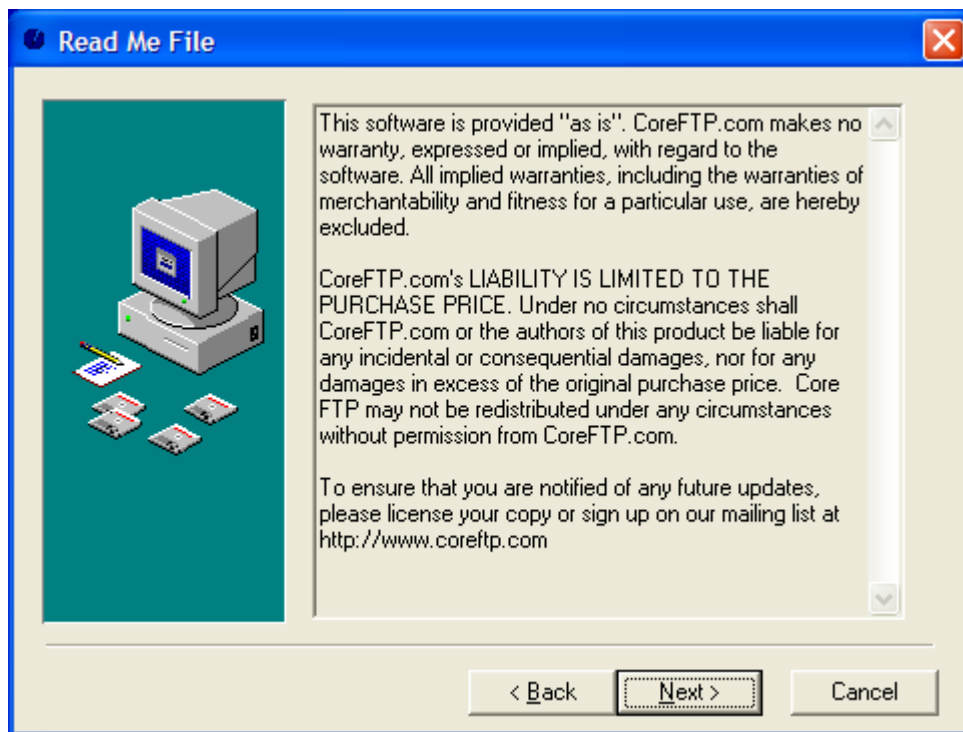 Read Me File
This software is provided "as is". CoreFTP.com makes no
warranty, expressed or implied, with regard to the
software. All implied warranties, including the warranties of
merchantability and fitness for a particular use, are hereby
excluded.
CoreFTP.com's LIABILITY IS LIMITED TO THE
PURCHASE PRICE. Under no circumstances shall
CoreFTP.com or the authors of this product be liable for
any incidental or consequential damages, nor for any
damages in excess of the original purchase price.  Core
FTP may not be redistributed under any circumstances
without permission from CoreFTP.com.
To ensure that you are notified of any future updates,
please license your copy or sign up on our mailing list at
http://www.coreftp.com
< Back Next > Cancel